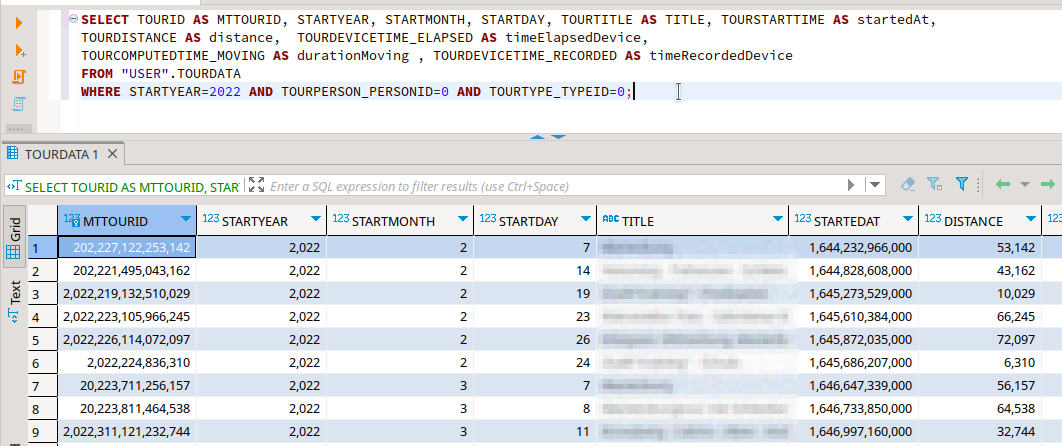 SELECT TOURID AS MTTOURID, STARTYEAR, STARTMONTH, STARTDAY, TOURTITLE AS TITLE, TOURSTARTTIME AS startedAt,
TOURDISTANCE AS distance,  TOURDEVICETIME_ELAPSED AS timeElapsedDevice,
TOURCOMPUTEDTIME_MOVING AS durationMoving , TOURDEVICETIME_RECORDED AS timeRecordedDevice
FROM "USER".TOURDATA
WHERE STARTYEAR=2022 AND TOURPERSON_PERSONID=0 AND TOURTYPE_TYPEID=0;
TOURDATA 1
SELECT TOURID AS MTTOURID, STAR
Enter a SQL expression to filter results (use Ctrl+Space)
Grid
Text
123 MTTOURID 123 STARTYEAR 123 STARTMONTH 123 STARTDAY ABC TITLE 123 STARTEDAT 123 DISTANCE
1 202,227,122,253,142 2,022 2 7 1,644,232,966,000 53,142
2 202,221,495,043,162 2,022 2 14 1,644,828,608,000 43,162
3 2,022,219,132,510,029 2,022 2 19 1,645,273,529,000 10,029
4 2,022,223,105,966,245 2,022 2 23 1,645,610,384,000 66,245
5 2,022,226,114,072,097 2,022 2 26 1,645,872,035,000 72,097
6 2,022,224,836,310 2,022 2 24 1,645,686,207,000 6,310
7 20,223,711,256,157 2,022 3 7 1,646,647,339,000 56,157
8 20,223,811,464,538 2,022 3 8 1,646,733,850,000 64,538
9 2,022,311,121,232,744 2,022 3 11 1,646,997,160,000 32,744